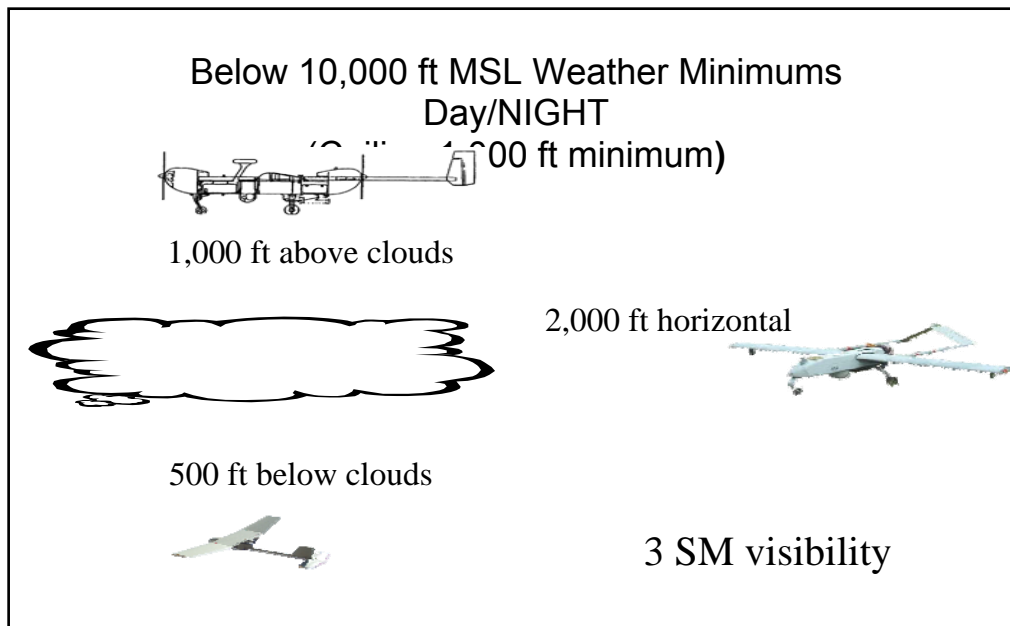 Below 10,000 ft MSL Weather Minimums
Day/NIGHT
ft minimum)
1,000 ft above clouds
2,000 ft horizontal
500 ft below clouds
3 SM visibility